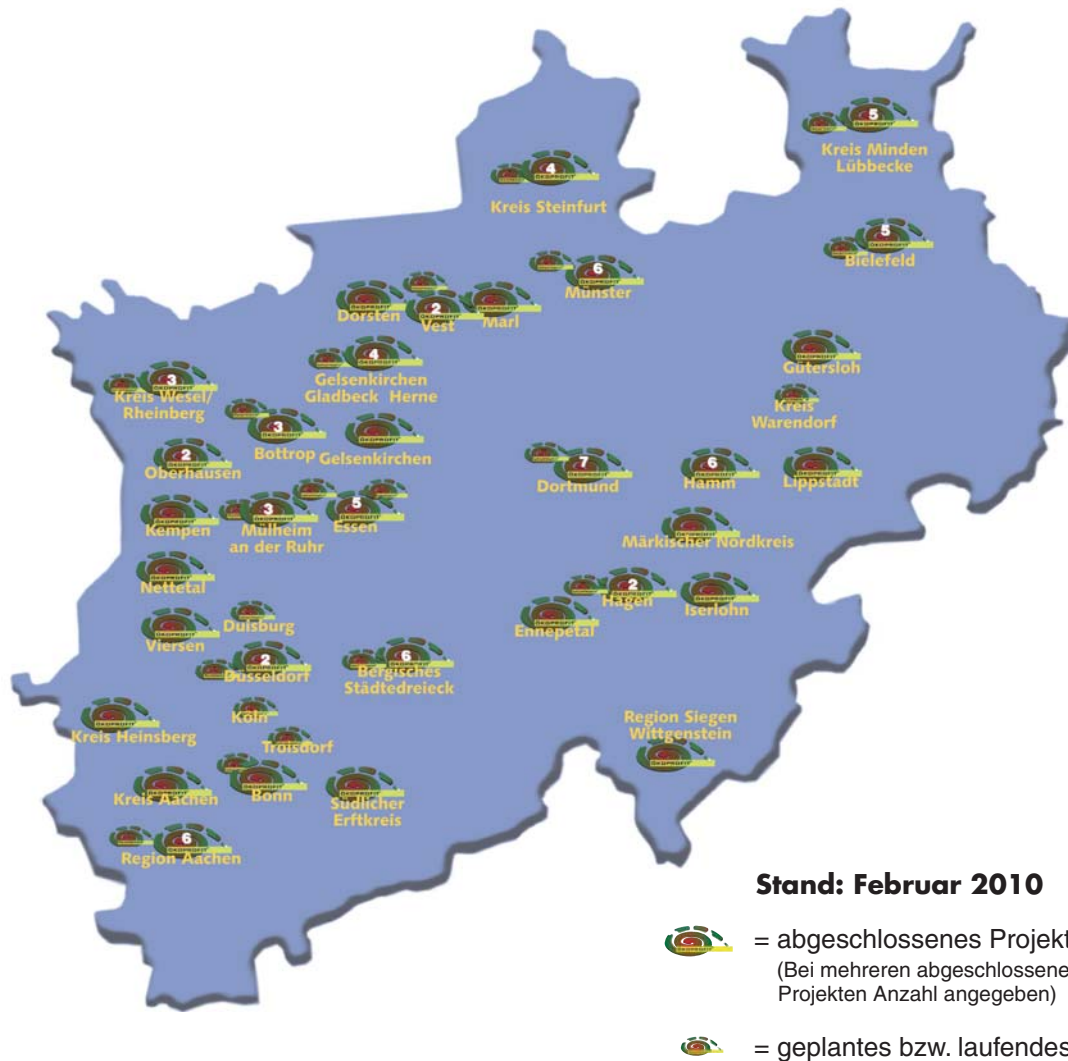 5
Kreis Minden
Lübbecke
4
ÖKOPROFIT
Kreis Steinfurt
5
Bielefeld
6
Münster
Dorsten
2
Vest
Marl
4
ÖKOPROFIT
Gelsenkirchen
Gladbeck Herne
Gütersloh
3
Kreis Wesel/
Rheinberg
Kreis
Warendorf
3
Bottrop
Gelsenkirchen
2
Oberhausen
7
Dortmund
6
Hamm
Lippstadt
Kempen
3
Mülheim
an der Ruhr
5
Essen
Märkischer Nordkreis
Nettetal
2
Hagen
Iserlohn
Ennepetal
Viersen
Duisburg
2
Düsseldorf
6
Bergisches
Städtedreieck
Köln
Kreis Heinsberg
Troisdorf
Region Siegen
Wittgenstein
Kreis Aachen
Bonn
Südlicher
Erftkreis
6
Region Aachen
Stand: Februar 2010
= abgeschlossenes Projekt
(Bei mehreren abgeschlossene
Projekten Anzahl angegeben)
= geplantes bzw. laufendes